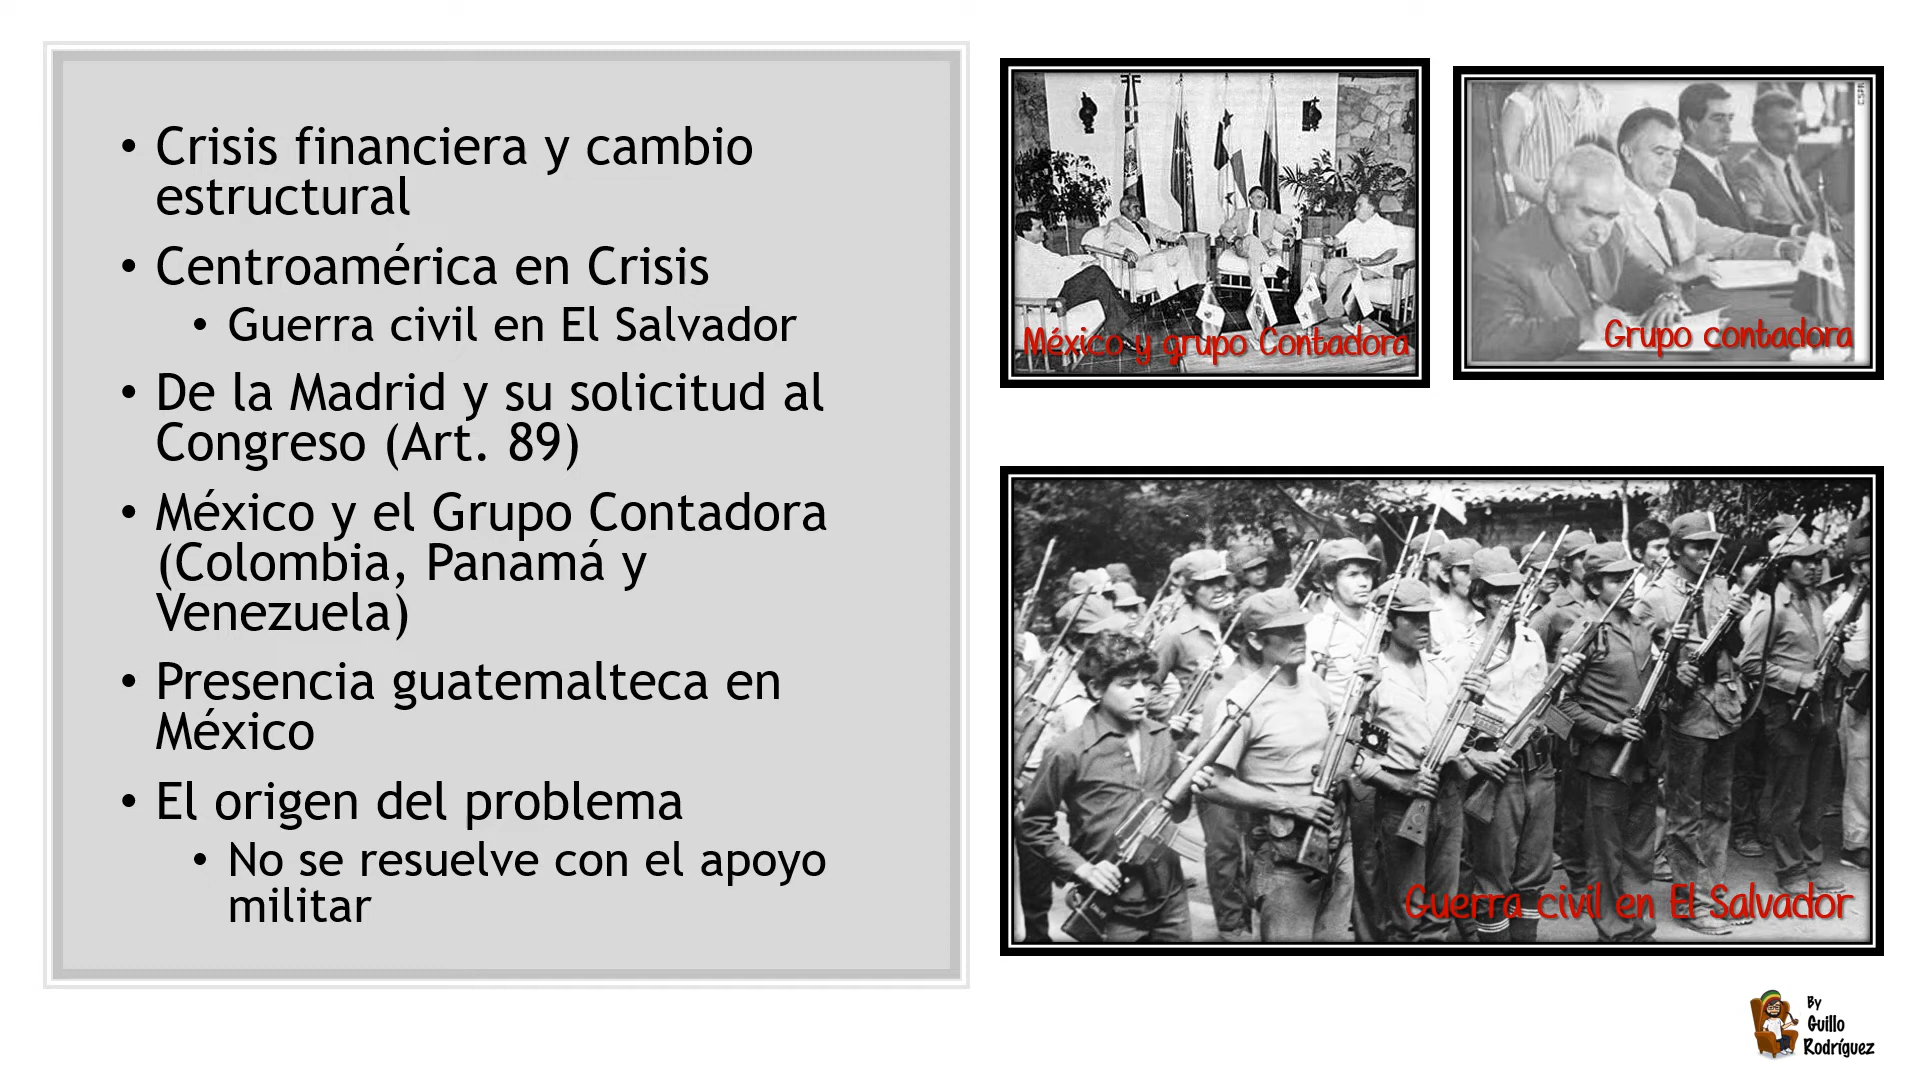 • Crisis financiera y cambio
estructural
• Centroamérica en Crisis
• Guerra civil en El Salvador
• De la Madrid y su solicitud al
Congreso (Art. 89)
• México y el Grupo Contadora
(Colombia, Panamá y
Venezuela)
• Presencia guatemalteca en
México
• El origen del problema
• No se resuelve con el apoyo
militar
México y grupo Contadora
Grupo contadora
Guerra civil en El Salvador
By
Guillo
Rodríguez